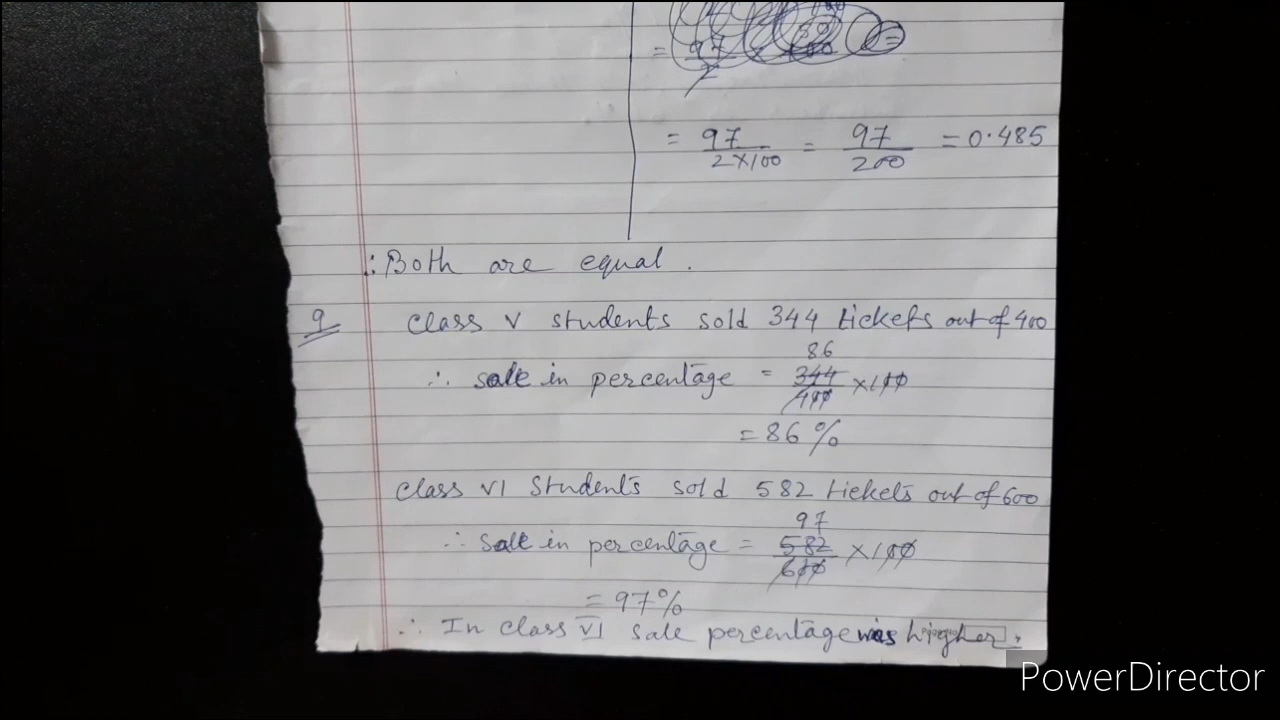 = 97/2
= 97/2×100 = 97/200 = 0.485
∴ Both are equal.
9 Class V students sold 344 tickets out of 400
86
∴ sale in percentage = 344/400 ×100
= 86%
Class VI Students sold 582 tickets out of 600
97
∴ Sale in percentage = 582/600 ×100
= 97%
∴ In class VI sale percentage was higher.
PowerDirector